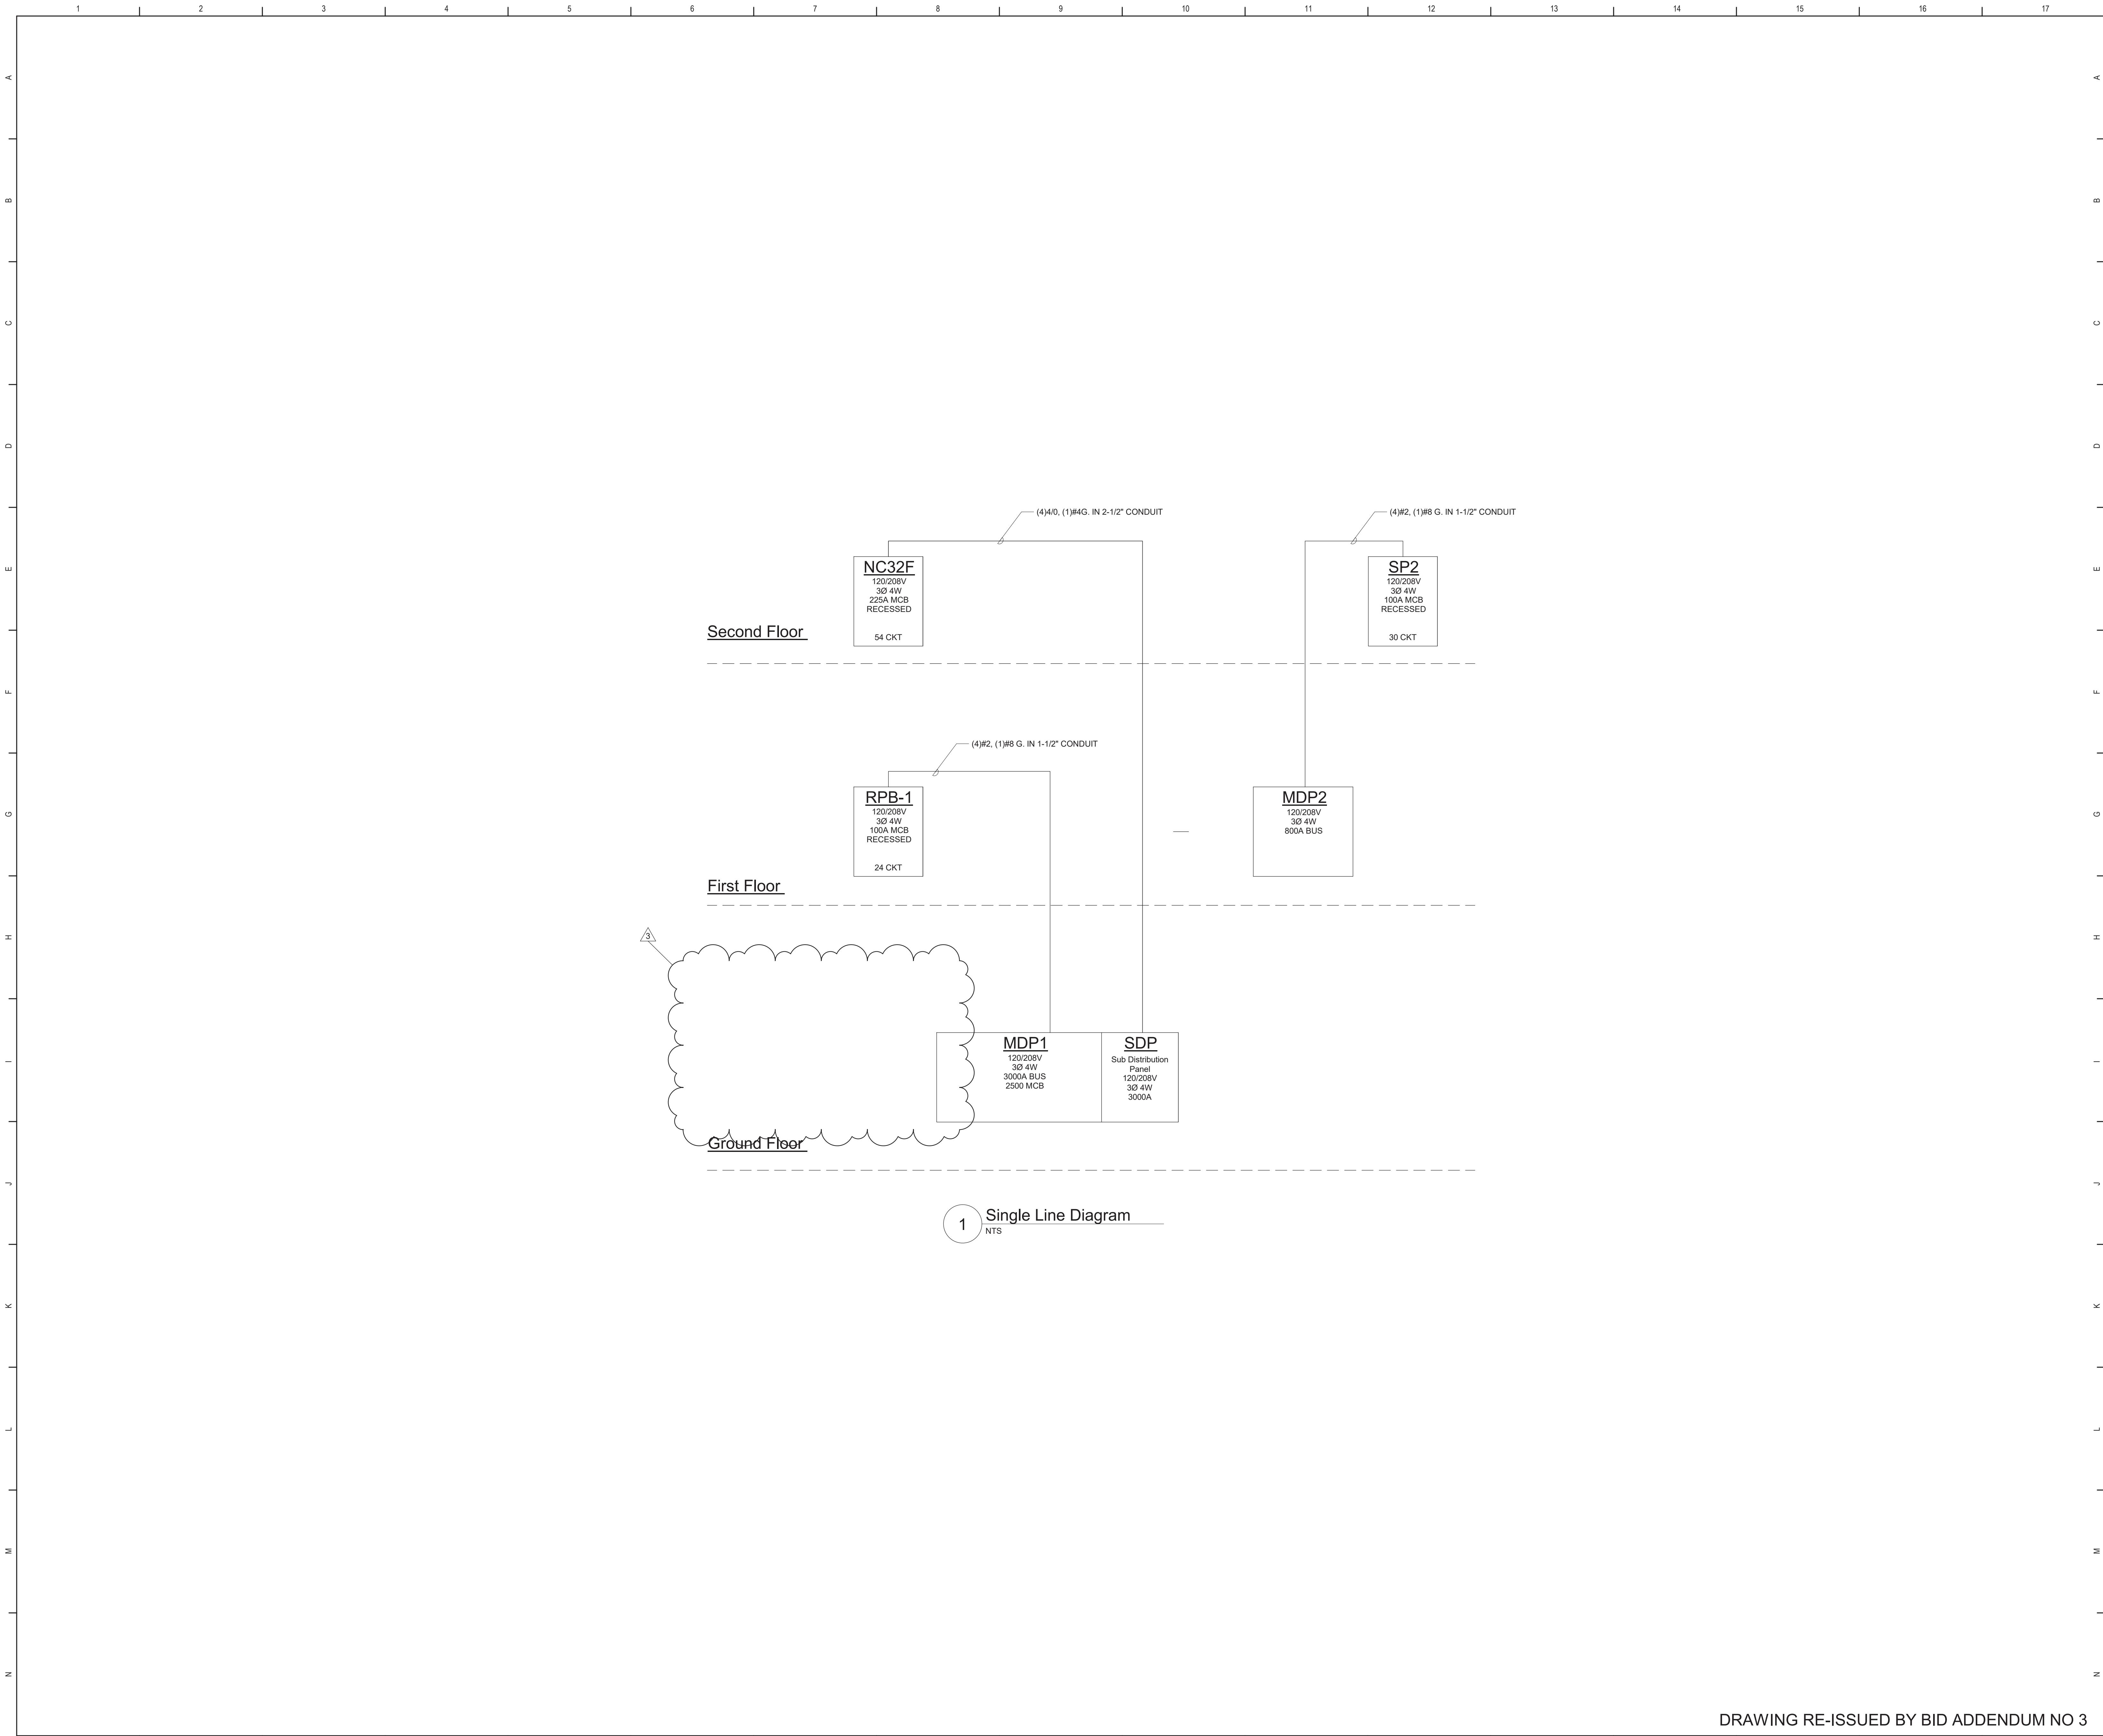 1 2 3 4 5 6 7 8 9 10 11 12 13 14 15 16 17
A A
B B
C C
D D
(4)4/0, (1)#4G. IN 2-1/2" CONDUIT
(4)#2, (1)#8 G. IN 1-1/2" CONDUIT
E E
NC32F
120/208V
3Ø 4W
225A MCB
RECESSED
54 CKT
SP2
120/208V
3Ø 4W
100A MCB
RECESSED
30 CKT
Second Floor
F F
(4)#2, (1)#8 G. IN 1-1/2" CONDUIT
G G
RPB-1
120/208V
3Ø 4W
100A MCB
RECESSED
24 CKT
MDP2
120/208V
3Ø 4W
800A BUS
First Floor
H H
3
I I
MDP1
120/208V
3Ø 4W
3000A BUS
2500 MCB
SDP
Sub Distribution
Panel
120/208V
3Ø 4W
3000A
Ground Floor
J J
1 Single Line Diagram
NTS
K K
L L
M M
N N
DRAWING RE-ISSUED BY BID ADDENDUM NO 3